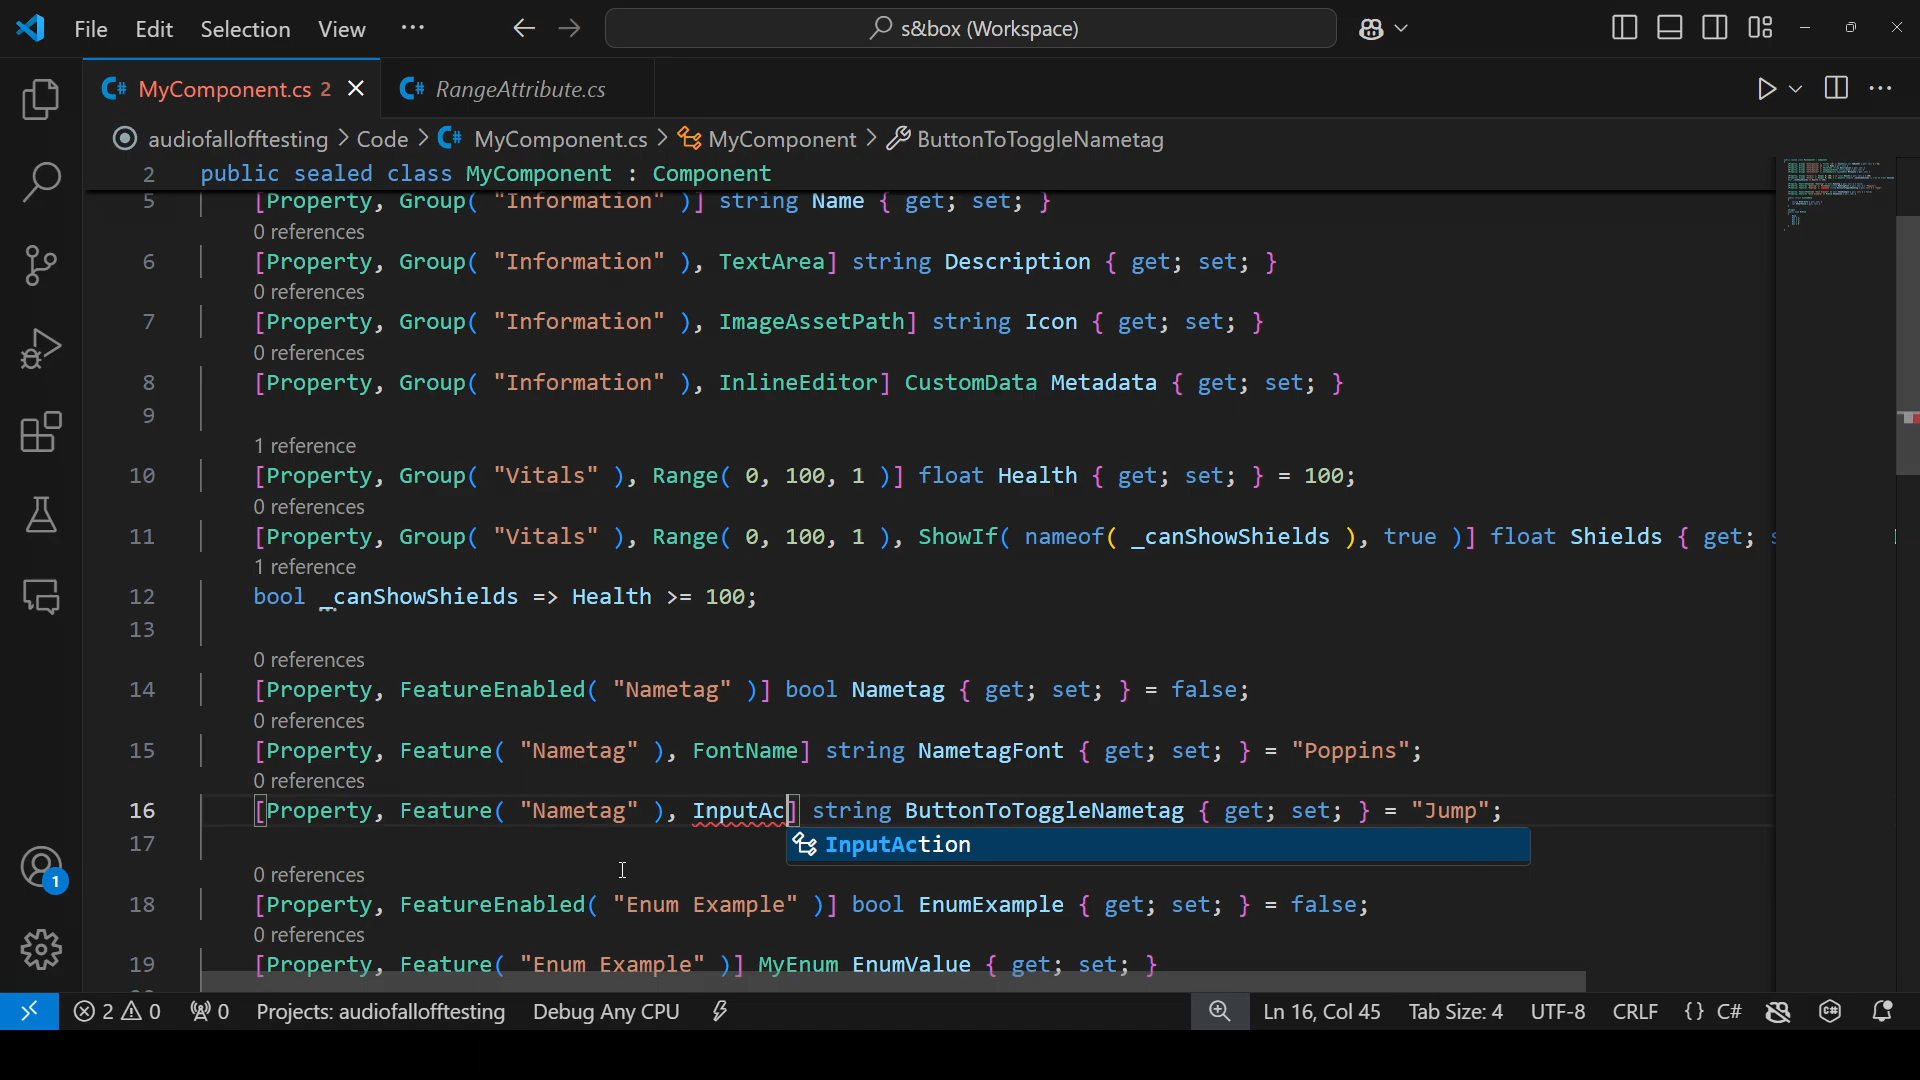 File Edit Selection View ···
s&box (Workspace)
MyComponent.cs 2
RangeAttribute.cs
audiofallofftesting > Code > MyComponent.cs > MyComponent > ButtonToToggleNametag
2 public sealed class MyComponent : Component
5 [Property, Group( "Information" )] string Name { get; set; }
0 references
6 [Property, Group( "Information" ), TextArea] string Description { get; set; }
0 references
7 [Property, Group( "Information" ), ImageAssetPath] string Icon { get; set; }
0 references
8 [Property, Group( "Information" ), InlineEditor] CustomData Metadata { get; set; }
9
1 reference
10 [Property, Group( "Vitals" ), Range( 0, 100, 1 )] float Health { get; set; } = 100;
0 references
11 [Property, Group( "Vitals" ), Range( 0, 100, 1 ), ShowIf( nameof( _canShowShields ), true )] float Shields { get;
1 reference
12 bool _canShowShields => Health >= 100;
13
0 references
14 [Property, FeatureEnabled( "Nametag" )] bool Nametag { get; set; } = false;
0 references
15 [Property, Feature( "Nametag" ), FontName] string NametagFont { get; set; } = "Poppins";
0 references
16 [Property, Feature( "Nametag" ), InputAc] string ButtonToToggleNametag { get; set; } = "Jump";
17
InputAction
0 references
18 [Property, FeatureEnabled( "Enum Example" )] bool EnumExample { get; set; } = false;
0 references
19 [Property, Feature( "Enum Example" )] MyEnum EnumValue { get; set; }
1
2 0 0 Projects: audiofallofftesting Debug Any CPU Ln 16, Col 45 Tab Size: 4 UTF-8 CRLF {} C#